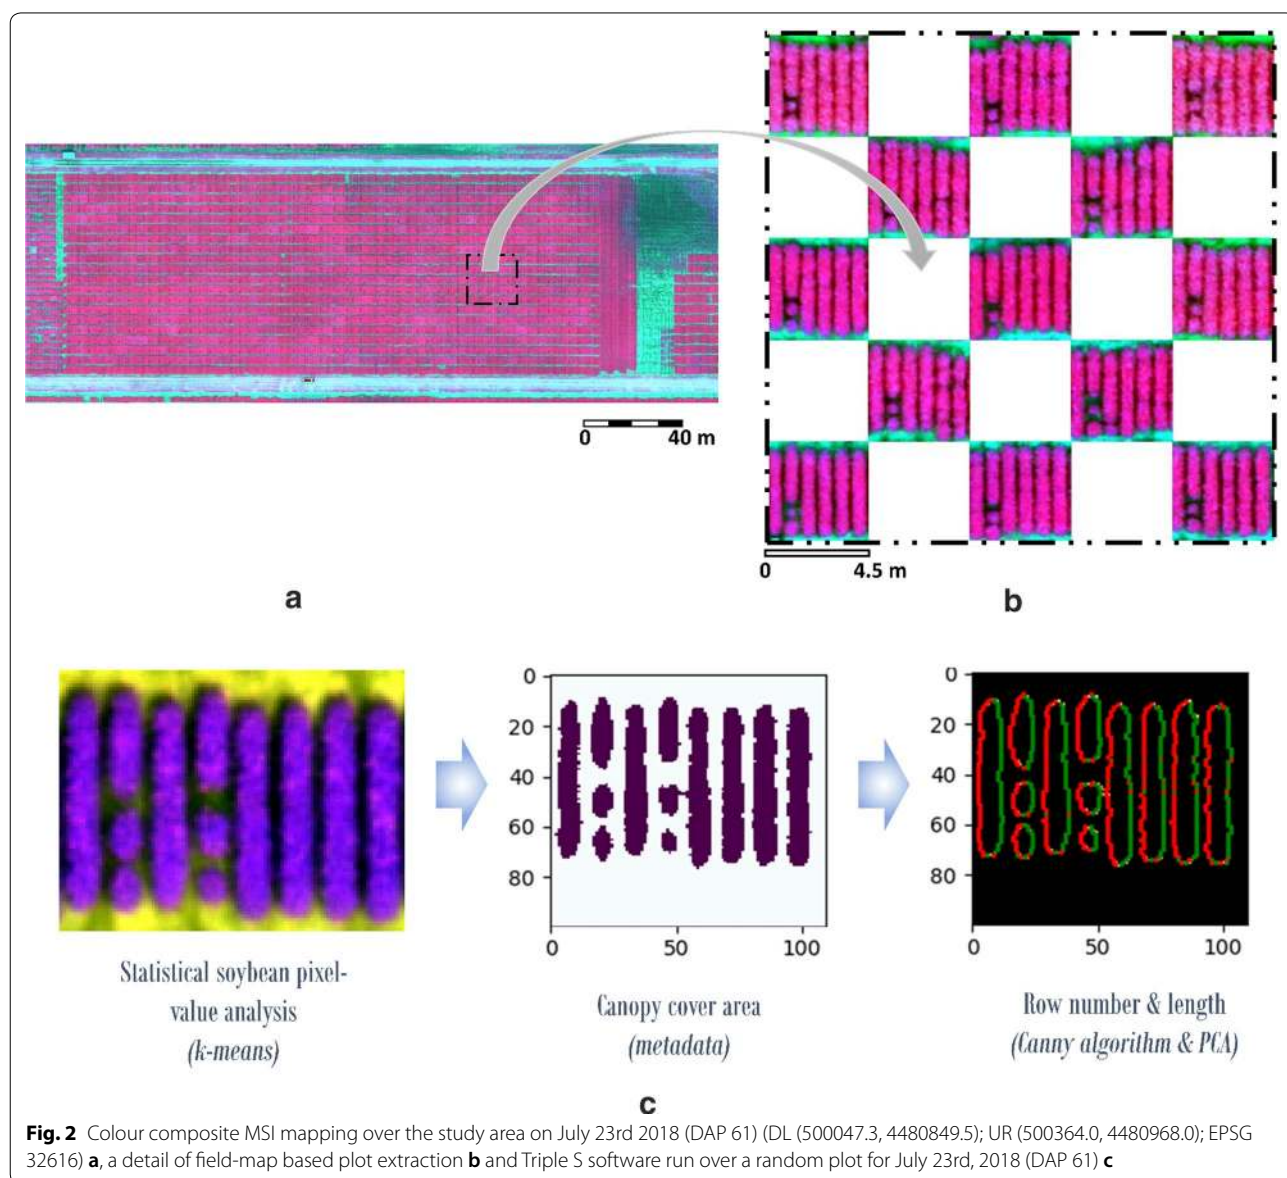 0 40 m
0 4.5 m
a
b
0
20
40
60
80
0 50 100
0
20
40
60
80
0 50 100
Statistical soybean pixel-
value analysis
(k-means)
Canopy cover area
(metadata)
Row number & length
(Canny algorithm & PCA)
c
Fig. 2 Colour composite MSI mapping over the study area on July 23rd 2018 (DAP 61) (DL (500047.3, 4480849.5); UR (500364.0, 4480968.0); EPSG
32616) a, a detail of field-map based plot extraction b and Triple S software run over a random plot for July 23rd, 2018 (DAP 61) c